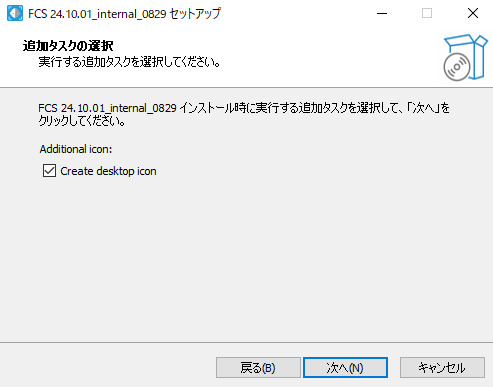 FCS 24.10.01_internal_0829 セットアップ
追加タスクの選択
実行する追加タスクを選択してください。
FCS 24.10.01_internal_0829 インストール時に実行する追加タスクを選択して、「次へ」を
クリックしてください。
Additional icon:
Create desktop icon
戻る(B)
次へ(N)
キャンセル